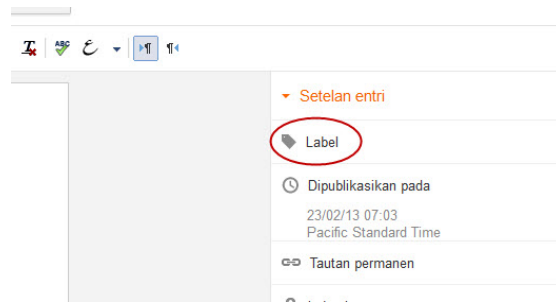 Setelan entri
Label
Dipublikasikan pada
23/02/13 07:03
Pacific Standard Time
Tautan permanen